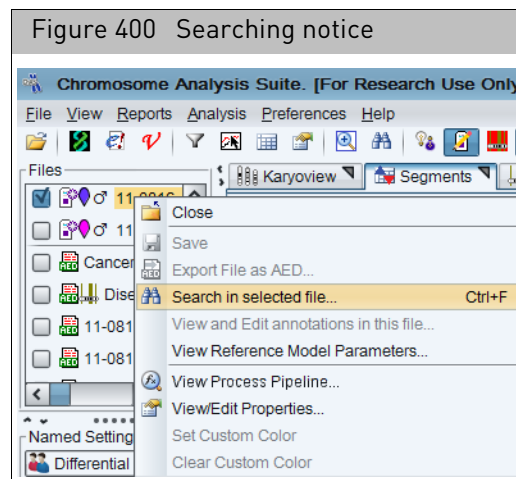 Figure 400 Searching notice
Chromosome Analysis Suite. [For Research Use Only
File View Reports Analysis Preferences Help
Files
Karyoview Segments
11-0816
11
Cancer
Dise
11-081
11-081
Close
Save
Export File as AED...
Search in selected file... Ctrl+F
View and Edit annotations in this file...
View Reference Model Parameters...
View Process Pipeline...
View/Edit Properties...
Set Custom Color
Clear Custom Color
Named Setting
Differential